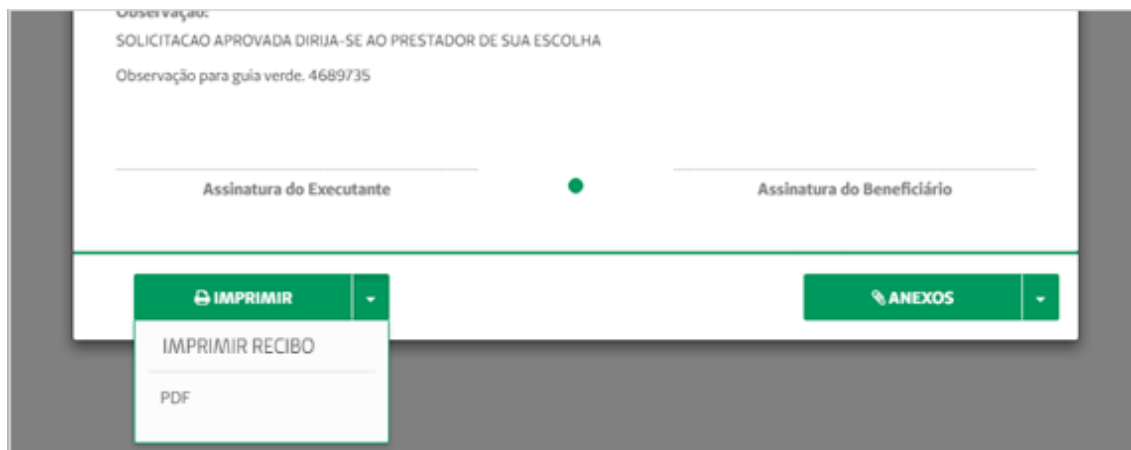 Observação:
SOLICITACAO APROVADA DIRIJA-SE AO PRESTADOR DE SUA ESCOLHA
Observação para guia verde. 4689735
Assinatura do Executante
Assinatura do Beneficiário
IMPRIMIR
ANEXOS
IMPRIMIR RECIBO
PDF